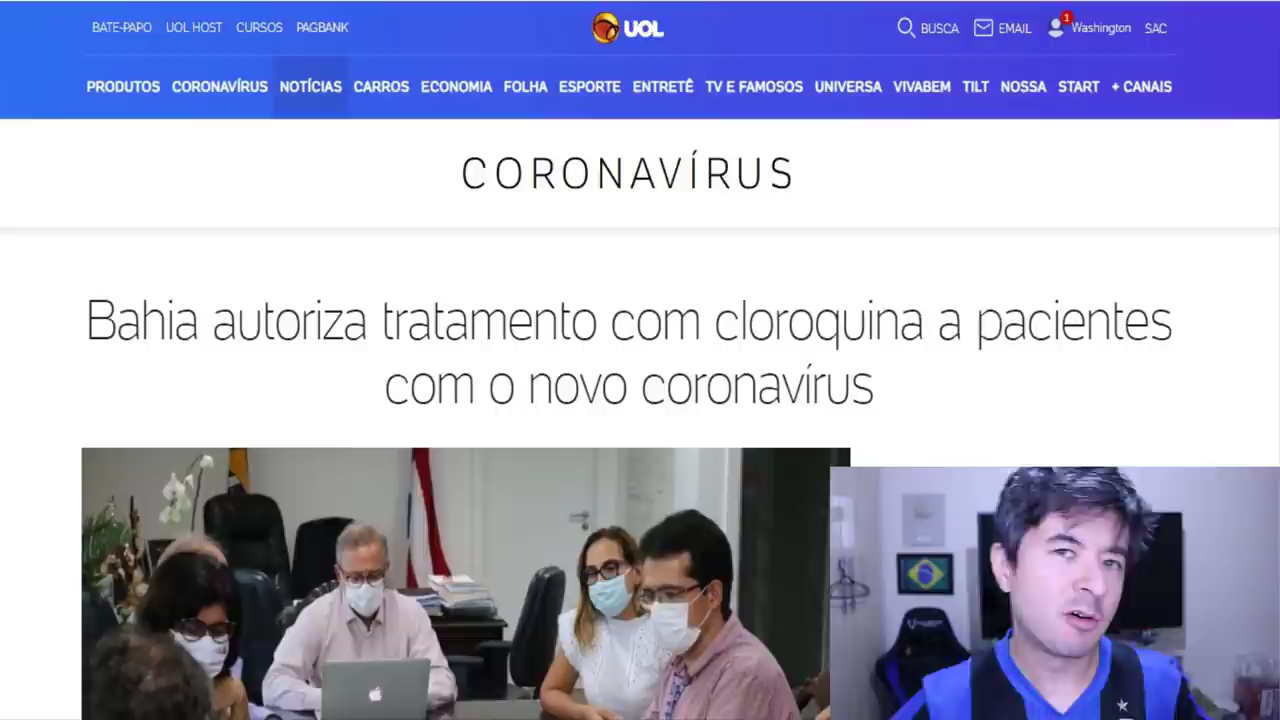 BATE-PAPO UOL HOST CURSOS PAGBANK UOL BUSCA EMAIL 1 Washington SAC
PRODUTOS CORONAVÍRUS NOTÍCIAS CARROS ECONOMIA FOLHA ESPORTE ENTRETÊ TV E FAMOSOS UNIVERSA VIVABEM TILT NOSSA START + CANAIS
CORONAVÍRUS
Bahia autoriza tratamento com cloroquina a pacientes
com o novo coronavírus